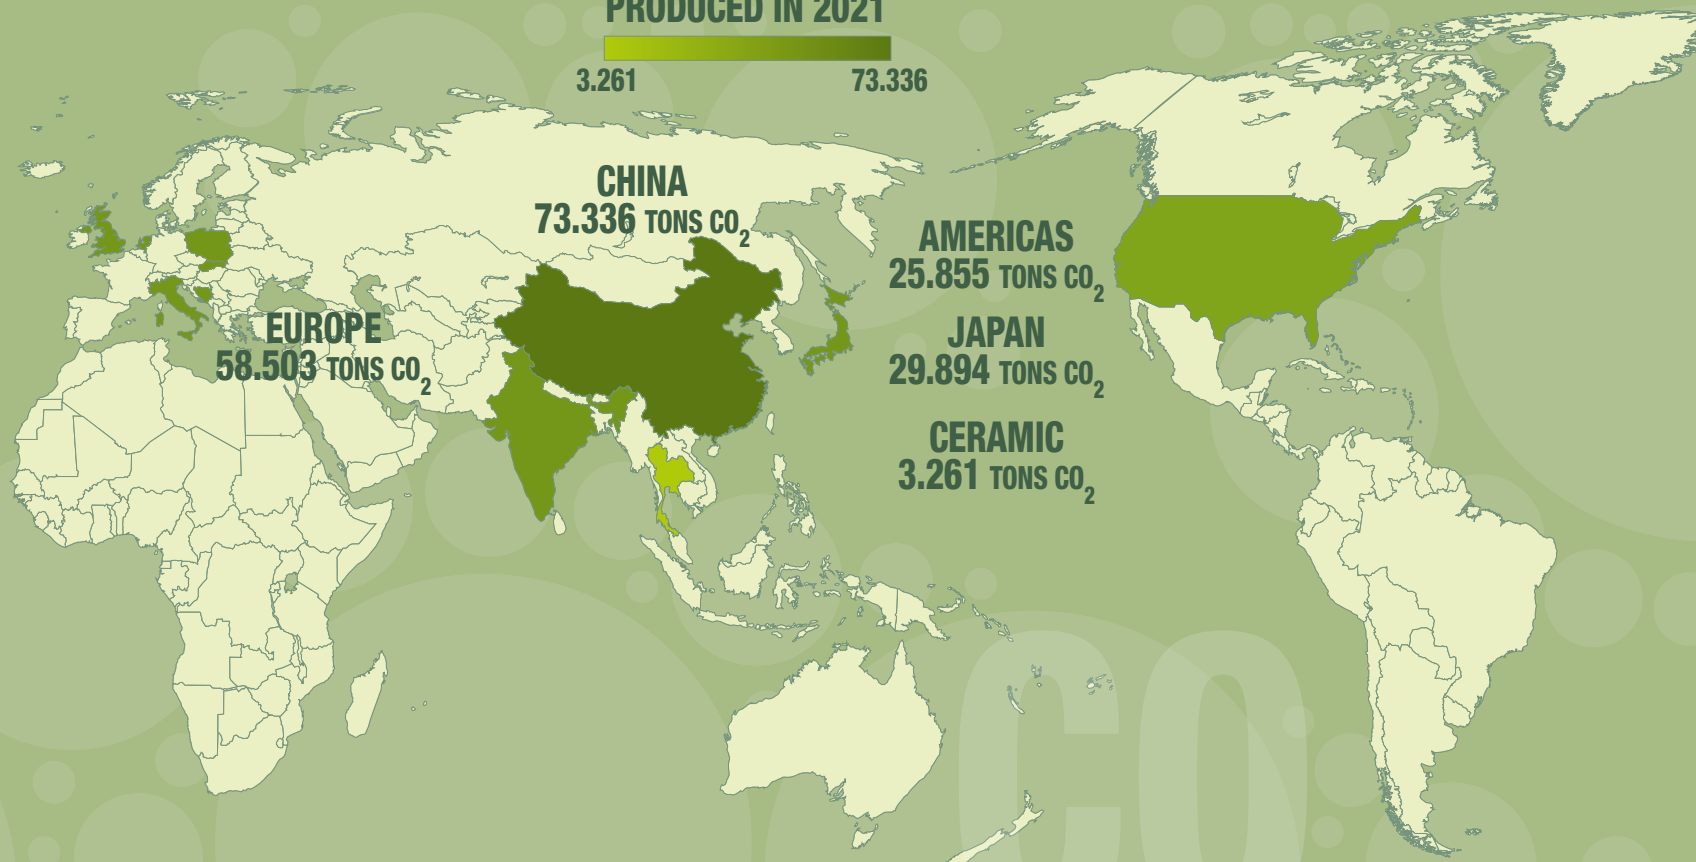 PRODUCED IN 2021
3.261 73.336
CHINA
73.336 TONS CO2
AMERICAS
25.855 TONS CO2
EUROPE
58.503 TONS CO2
JAPAN
29.894 TONS CO2
CERAMIC
3.261 TONS CO2
CO